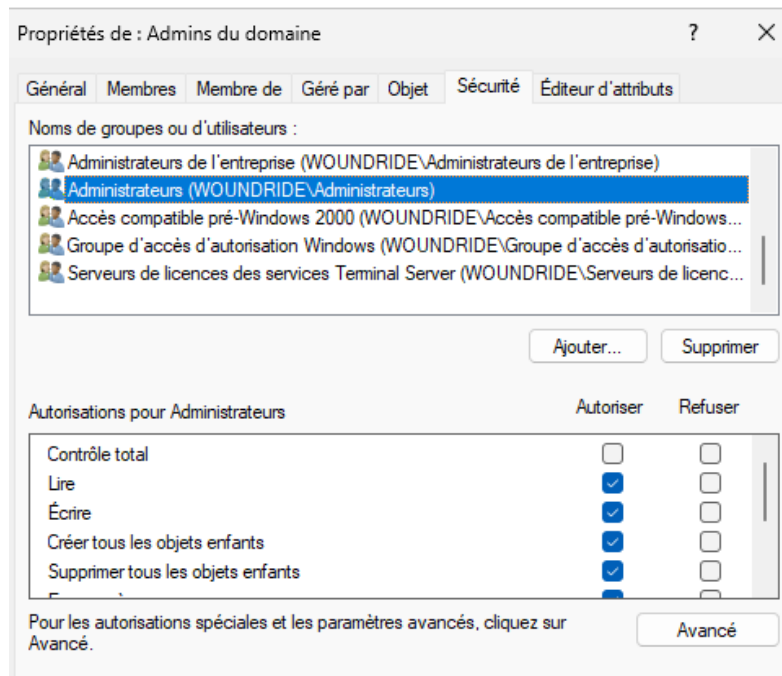 Propriétés de : Admins du domaine ?
Général Membres Membre de Géré par Objet Sécurité Éditeur d'attributs
Noms de groupes ou d'utilisateurs :
Administrateurs de l'entreprise (WOUNDRIDE\Administrateurs de l'entreprise)
Administrateurs (WOUNDRIDE\Administrateurs)
Accès compatible pré-Windows 2000 (WOUNDRIDE\Accès compatible pré-Windows...
Groupe d'accès d'autorisation Windows (WOUNDRIDE\Groupe d'accès d'autorisatio...
Serveurs de licences des services Terminal Server (WOUNDRIDE\Serveurs de licenc...
Ajouter... Supprimer
Autorisations pour Administrateurs Autoriser Refuser
Contrôle total
Lire
Écrire
Créer tous les objets enfants
Supprimer tous les objets enfants
Pour les autorisations spéciales et les paramètres avancés, cliquez sur
Avancé.
Avancé